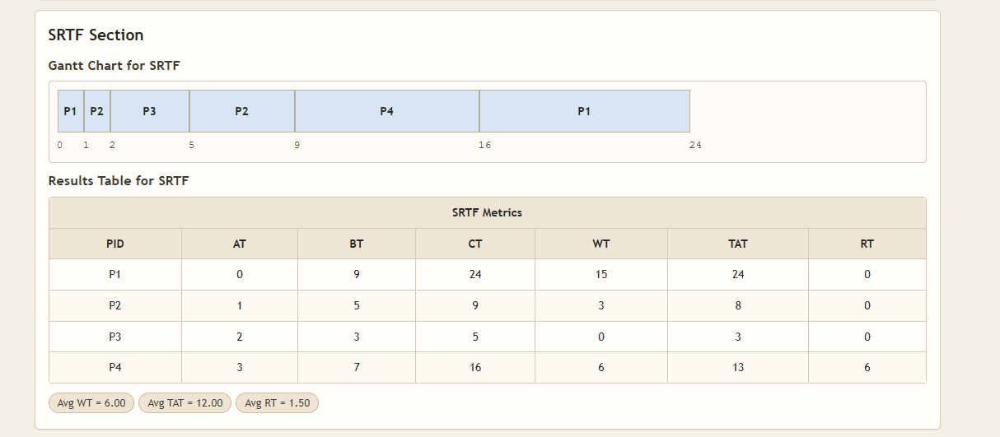 SRTF Section
Gantt Chart for SRTF
P1 P2 P3 P2 P4 P1
0 1 2 5 9 16 24
Results Table for SRTF
SRTF Metrics
PID AT BT CT WT TAT RT
P1 0 9 24 15 24 0
P2 1 5 9 3 8 0
P3 2 3 5 0 3 0
P4 3 7 16 6 13 6
Avg WT = 6.00 Avg TAT = 12.00 Avg RT = 1.50